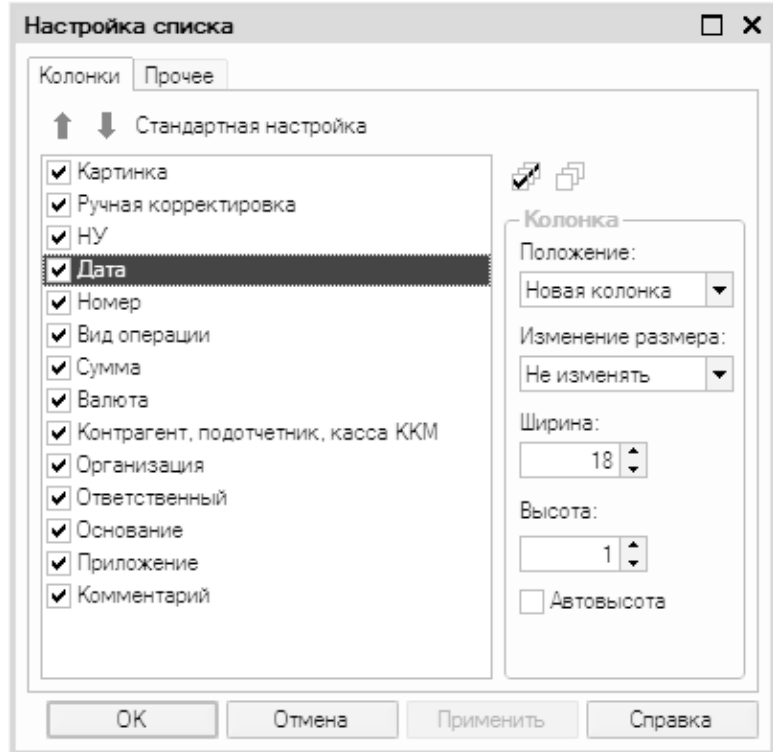 Настройка списка
Колонки Прочее
Стандартная настройка
Картинка
Ручная корректировка
НУ
Дата
Номер
Вид операции
Сумма
Валюта
Контрагент, подотчетник, касса ККМ
Организация
Ответственный
Основание
Приложение
Комментарий
Колонка
Положение:
Новая колонка
Изменение размера:
Не изменять
Ширина:
18
Высота:
1
Автовысота
OK Отмена Применить Справка